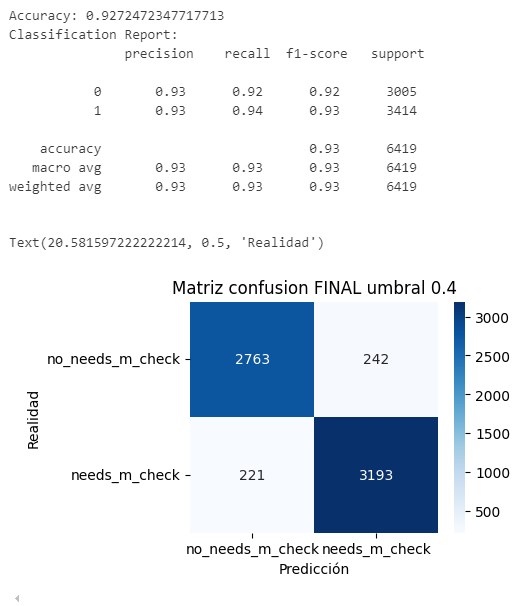 Accuracy: 0.9272472347717713
Classification Report:
precision recall f1-score support
0 0.93 0.92 0.92 3005
1 0.93 0.94 0.93 3414
accuracy 0.93 6419
macro avg 0.93 0.93 0.93 6419
weighted avg 0.93 0.93 0.93 6419
Text(20.581597222222214, 0.5, 'Realidad')
Matriz confusion FINAL umbral 0.4
3000
no_needs_m_check 2763 242
2500
2000
Realidad
1500
needs_m_check 221 3193
1000
500
no_needs_m_check needs_m_check
Predicción